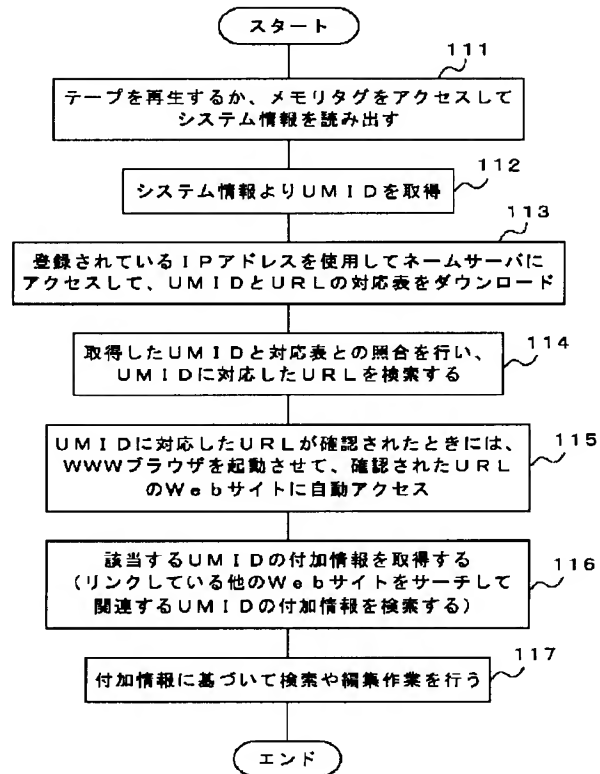 スタート
111
テープを再生するか、メモリタグをアクセスして
システム情報を読み出す
112
システム情報よりUMIDを取得
113
登録されているIPアドレスを使用してネームサーバに
アクセスして、UMIDとURLの対応表をダウンロード
114
取得したUMIDと対応表との照合を行い、
UMIDに対応したURLを検索する
115
UMIDに対応したURLが確認されたときには、
WWWブラウザを起動させて、確認されたURL
のWebサイトに自動アクセス
116
該当するUMIDの付加情報を取得する
(リンクしている他のWebサイトをサーチして
関連するUMIDの付加情報を検索する)
117
付加情報に基づいて検索や編集作業を行う
エンド